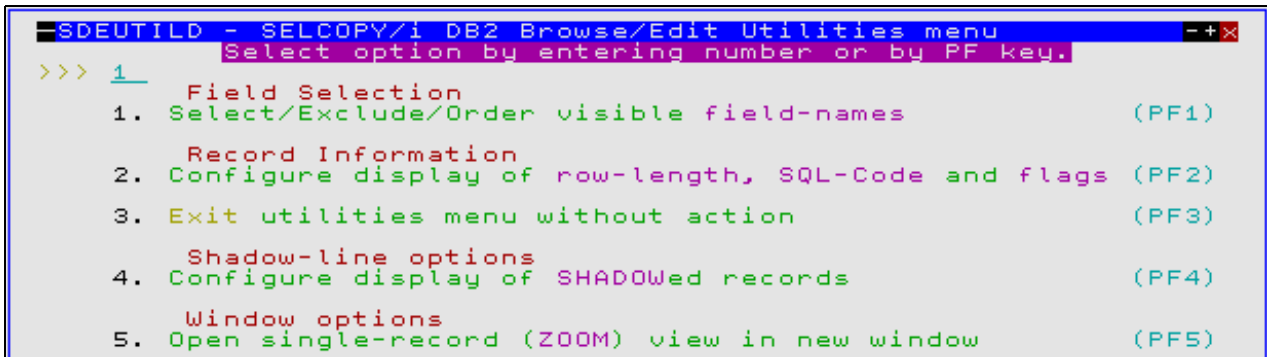 SDEUTILD - SELCOPY/i DB2 Browse/Edit Utilities menu - + x
Select option by entering number or by PF key.
>>> 1
Field Selection
1. Select/Exclude/Order visible field-names (PF1)
Record Information
2. Configure display of row-length, SQL-Code and flags (PF2)
3. Exit utilities menu without action (PF3)
Shadow-line options
4. Configure display of SHADOWed records (PF4)
Window options
5. Open single-record (ZOOM) view in new window (PF5)